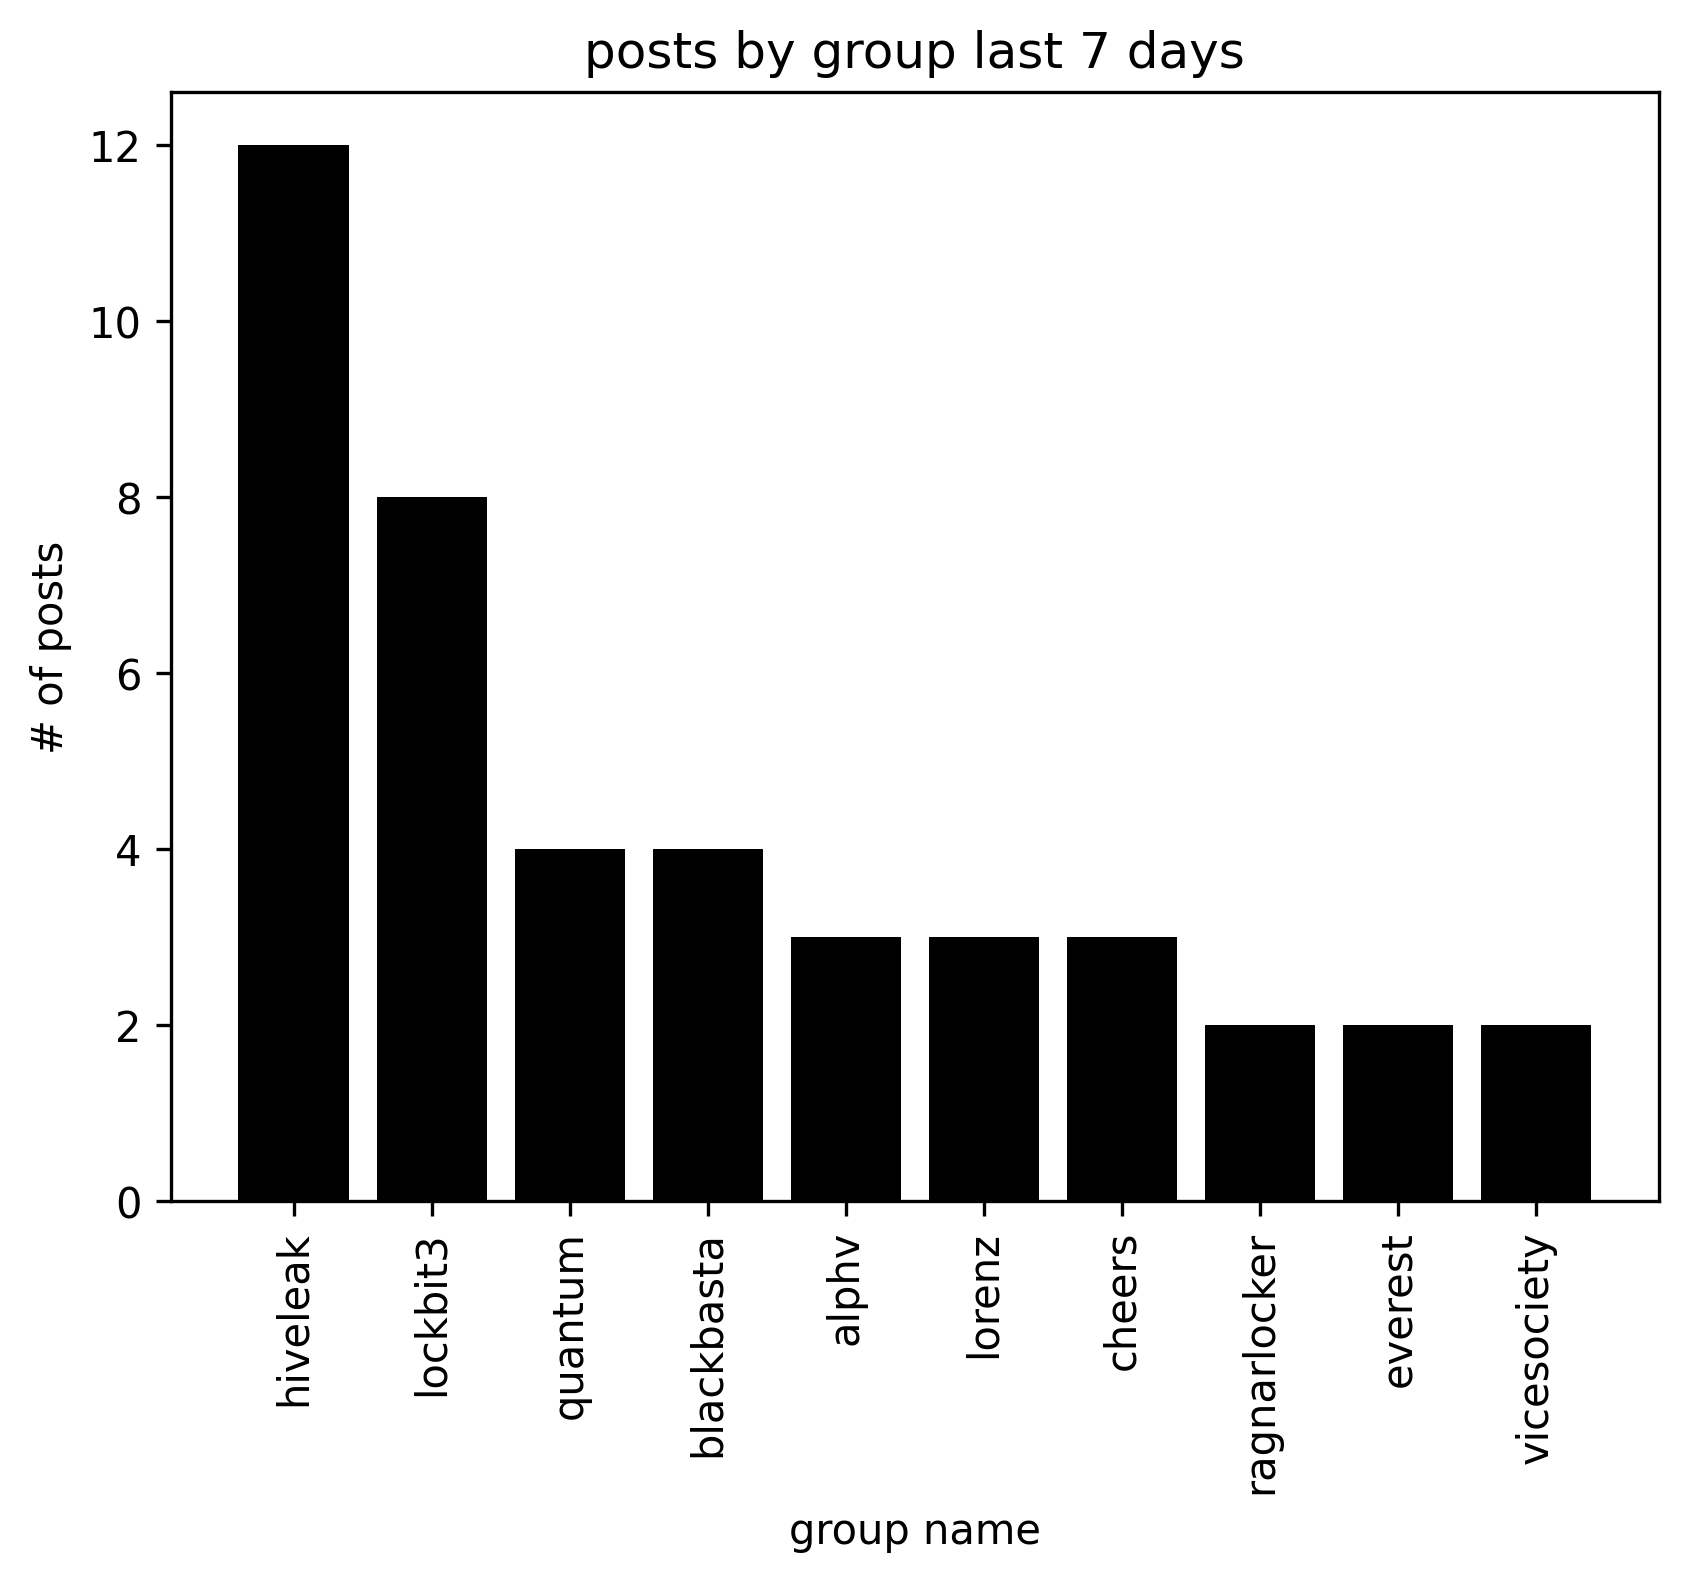 posts by group last 7 days
12
10
8
6
4
2
0
# of posts
hiveleak
lockbit3
quantum
blackbasta
alphv
lorenz
cheers
ragnarlocker
everest
vicesociety
group name